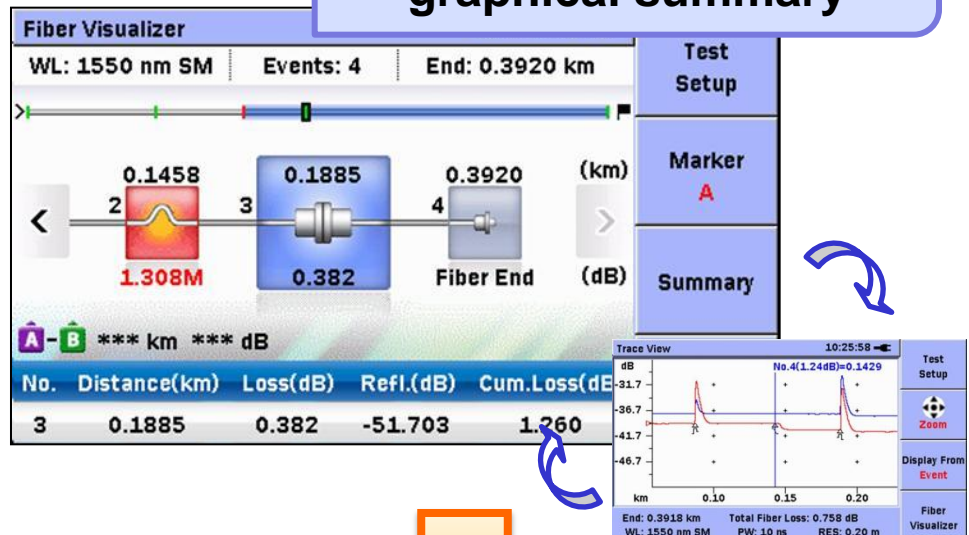 graphical summary
Fiber Visualizer
WL: 1550 nm SM Events: 4 End: 0.3920 km
Test
Setup
Marker
A
Summary
0.1458 0.1885 0.3920 (km)
2 3 4
1.308M 0.382 Fiber End (dB)
A-B *** km *** dB
No. Distance(km) Loss(dB) Refl.(dB) Cum.Loss(dB
3 0.1885 0.382 -51.703 1.260
Trace View 10:25:58
dB No.4(1.24dB)=0.1429
-31.7
-36.7
-41.7
-46.7
km 0.10 0.15 0.20
End: 0.3918 km Total Fiber Loss: 0.758 dB
WL: 1550 nm SM PW: 10 ns RES: 0.20 m
Test
Setup
Zoom
Display From
Event
Fiber
Visualizer